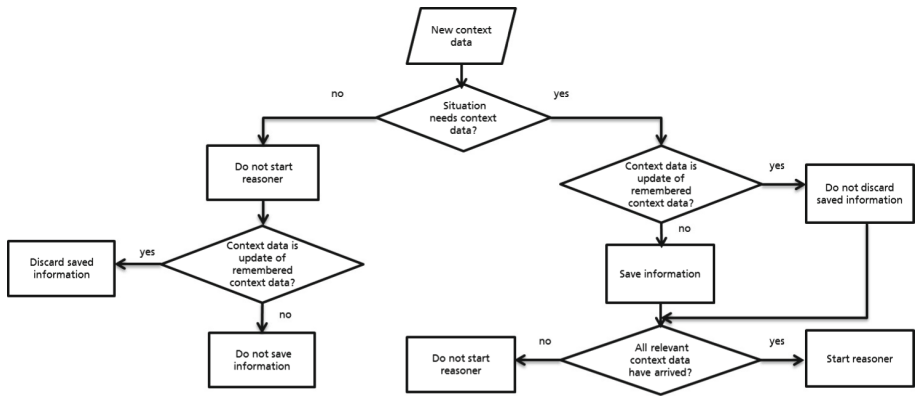 New context
data
no
yes
Situation
needs context
data?
Do not start
reasoner
Context data is
update of
remembered
context data?
yes
Do not discard
saved information
no
Context data is
update of
remembered
context data?
yes
Discard saved
information
Save information
no
Do not save
information
no
All relevant
context data
have arrived?
yes
Do not start
reasoner
Start reasoner